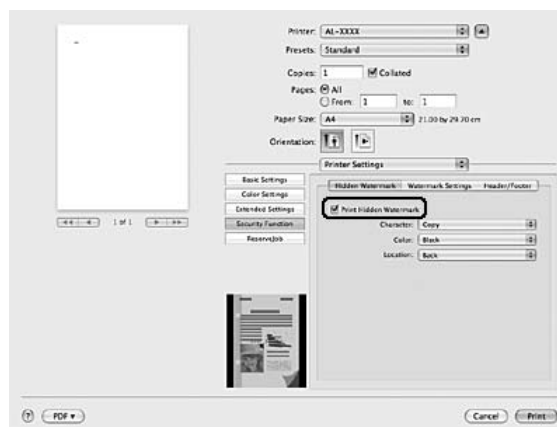 Printer: AL-XXXX
Presets: Standard
Copies: 1 Collated
Pages: All
From: 1 to: 1
Paper Size: A4 21.00 by 29.70 cm
Orientation:
Printer Settings
Basic Settings
Color Settings
Extended Settings
Security Function
ReserveJob
Hidden Watermark Watermark Settings Header/Footer
Print Hidden Watermark
Character: Copy
Color: Black
Location: Back
1 of 1
? PDF Cancel Print